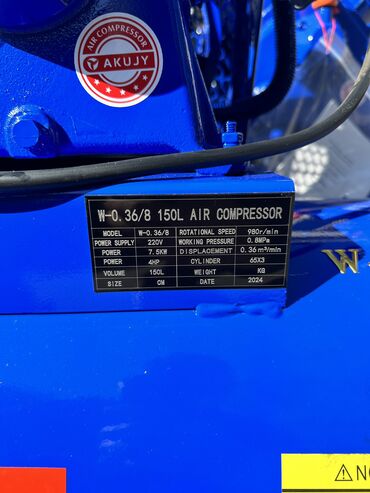 AIR COMPRESSOR
AKUJY
W-0.36/8 150L AIR COMPRESSOR
MODEL W-0.36/8 ROTATIONAL SPEED 980r/min
POWER SUPPLY 220V WORKING PRESSURE 0.8MPa
POWER 7.5KW DISPLACEMENT 0.36m³/min
POWER 4HP CYLINDER 65X3
VOLUME 150L WEIGHT KG
SIZE CM DATE 2024
W
NO